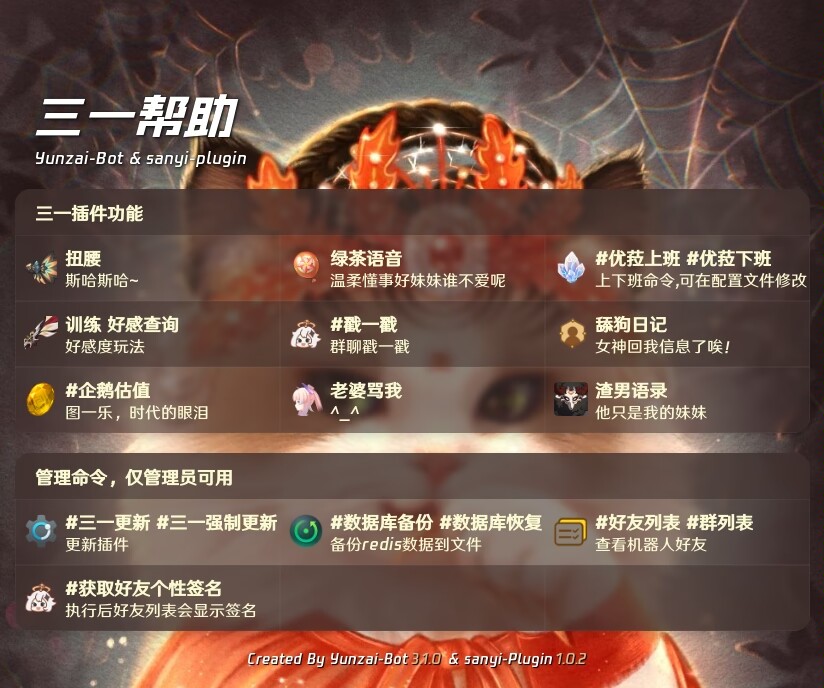 三一帮助
Yunzai-Bot & sanyi-plugin
三一插件功能
扭腰
斯哈斯哈~
绿茶语音
温柔懂事好妹妹谁不爱呢
#优菈上班 #优菈下班
上下班命令,可在配置文件修改
训练 好感查询
好感度玩法
#戳一戳
群聊戳一戳
舔狗日记
女神回我信息了唉!
#企鹅估值
图一乐，时代的眼泪
老婆骂我
^_^
渣男语录
他只是我的妹妹
管理命令，仅管理员可用
#三一更新 #三一强制更新
更新插件
#数据库备份 #数据库恢复
备份redis数据到文件
#好友列表 #群列表
查看机器人好友
#获取好友个性签名
执行后好友列表会显示签名
Created By Yunzai-Bot 3.1.0 & sanyi-Plugin 1.0.2